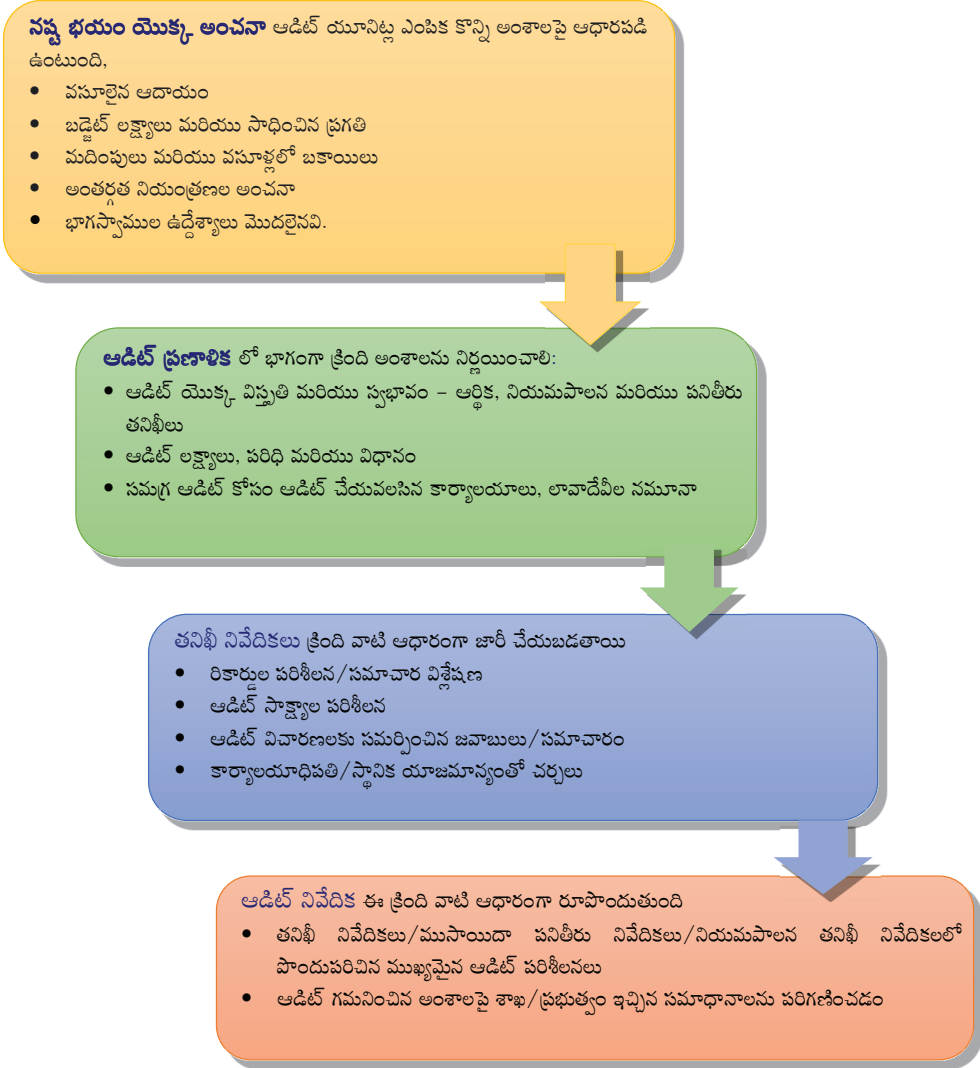 నష్ట భయం యొక్క అంచనా ఆడిట్ యూనిట్ల ఎంపిక కొన్ని అంశాలపై ఆధారపడి
ఉంటుంది,
• వసూలైన ఆదాయం
• బడ్జెట్ లక్ష్యాలు మరియు సాధించిన ప్రగతి
• మదింపులు మరియు వసూళ్లలో బకాయిలు
• అంతర్గత నియంత్రణల అంచనా
• భాగస్వాముల ఉద్దేశ్యాలు మొదలైనవి.
ఆడిట్ ప్రణాళిక లో భాగంగా క్రింది అంశాలను నిర్ణయించాలి:
• ఆడిట్ యొక్క విస్తృతి మరియు స్వభావం – ఆర్థిక, నియమపాలన మరియు పనితీరు
తనిఖీలు
• ఆడిట్ లక్ష్యాలు, పరిధి మరియు విధానం
• సమగ్ర ఆడిట్ కోసం ఆడిట్ చేయవలసిన కార్యాలయాలు, లావాదేవీల నమూనా
తనిఖీ నివేదికలు క్రింది వాటి ఆధారంగా జారీ చేయబడతాయి
• రికార్డుల పరిశీలన/సమాచార విశ్లేషణ
• ఆడిట్ సాక్ష్యాల పరిశీలన
• ఆడిట్ విచారణలకు సమర్పించిన జవాబులు/సమాచారం
• కార్యాలయాధిపతి/స్థానిక యాజమాన్యంతో చర్చలు
ఆడిట్ నివేదిక ఈ క్రింది వాటి ఆధారంగా రూపొందుతుంది
• తనిఖీ నివేదికలు/ముసాయిదా పనితీరు నివేదికలు/నియమపాలన తనిఖీ నివేదికలలో
పొందుపరిచిన ముఖ్యమైన ఆడిట్ పరిశీలనలు
• ఆడిట్ గమనించిన అంశాలపై శాఖ/ప్రభుత్వం ఇచ్చిన సమాధానాలను పరిగణించడం